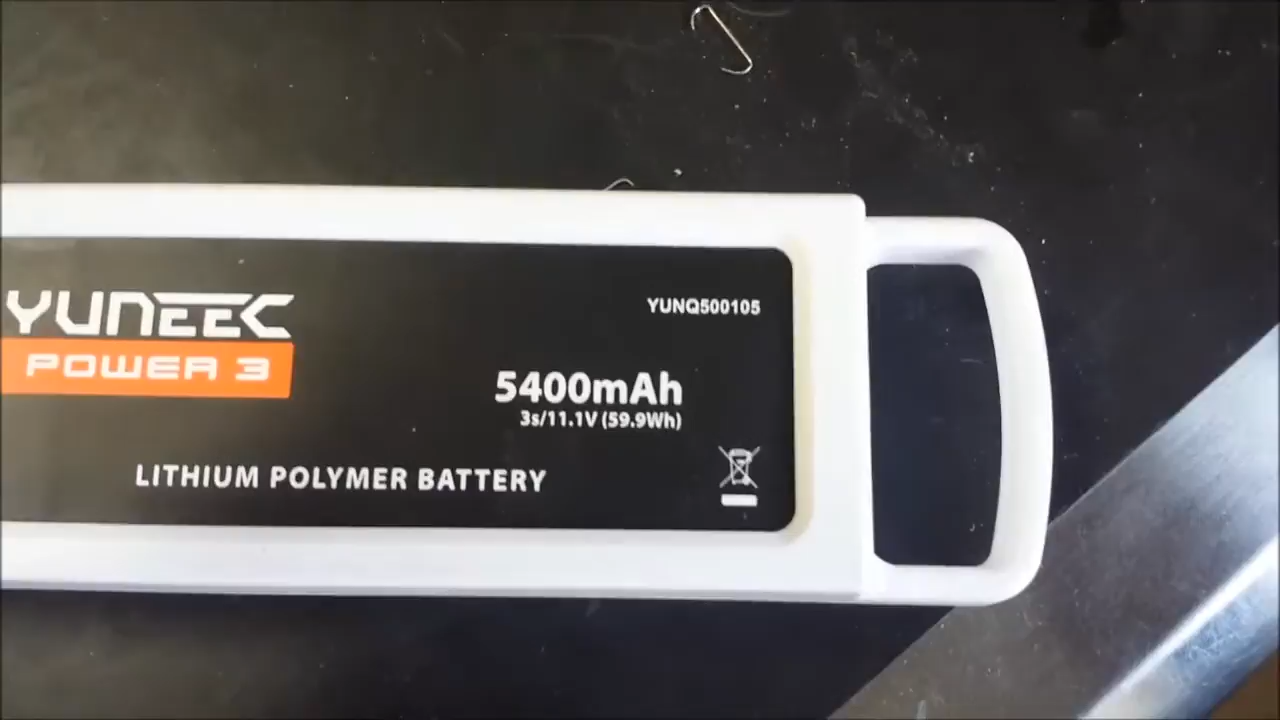 YUNEEC
POWER 3
YUNQ500105
5400mAh
3s/11.1V (59.9Wh)
LITHIUM POLYMER BATTERY